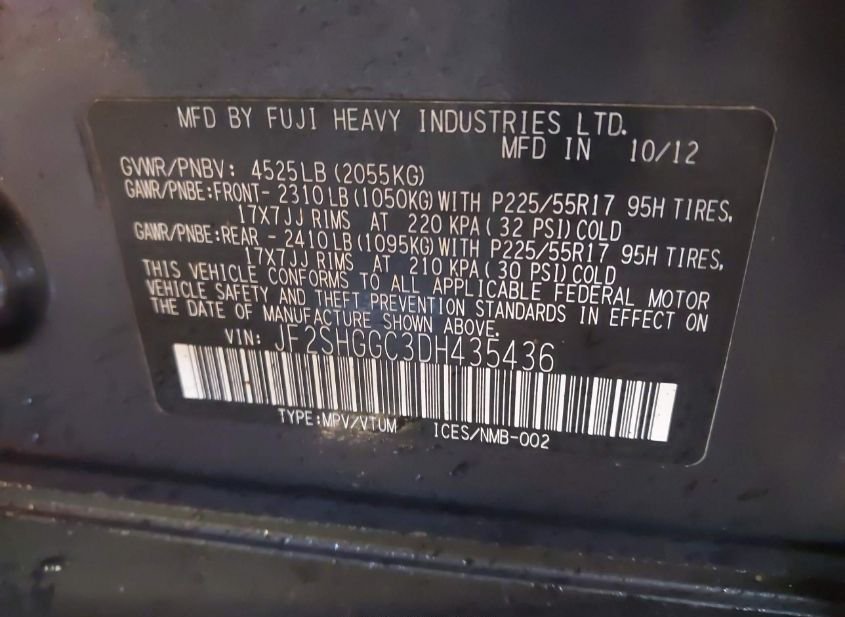 MFD BY FUJI HEAVY INDUSTRIES LTD.
MFD IN 10/12
GVWR/PNBV: 4525LB (2055KG)
GAWR/PNBE:FRONT- 2310LB (1050KG) WITH P225/55R17 95H TIRES,
17X7JJ RIMS AT 220 KPA ( 32 PSI) COLD
GAWR/PNBE:REAR - 2410LB (1095KG) WITH P225/55R17 95H TIRES,
17X7JJ RIMS AT 210 KPA ( 30 PSI) COLD
THIS VEHICLE CONFORMS TO ALL APPLICABLE FEDERAL MOTOR
VEHICLE SAFETY AND THEFT PREVENTION STANDARDS IN EFFECT ON
THE DATE OF MANUFACTURE SHOWN ABOVE.
VIN: JF2SHGGC3DH435436
TYPE:MPV/VTUM ICES/NMB-002